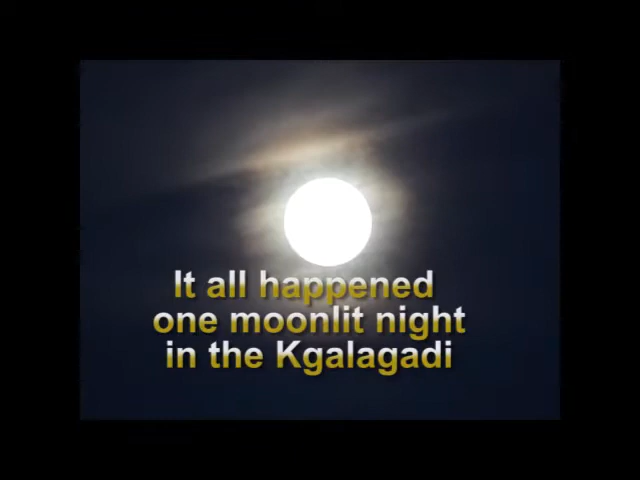 It all happened
one moonlit night
in the Kgalagadi